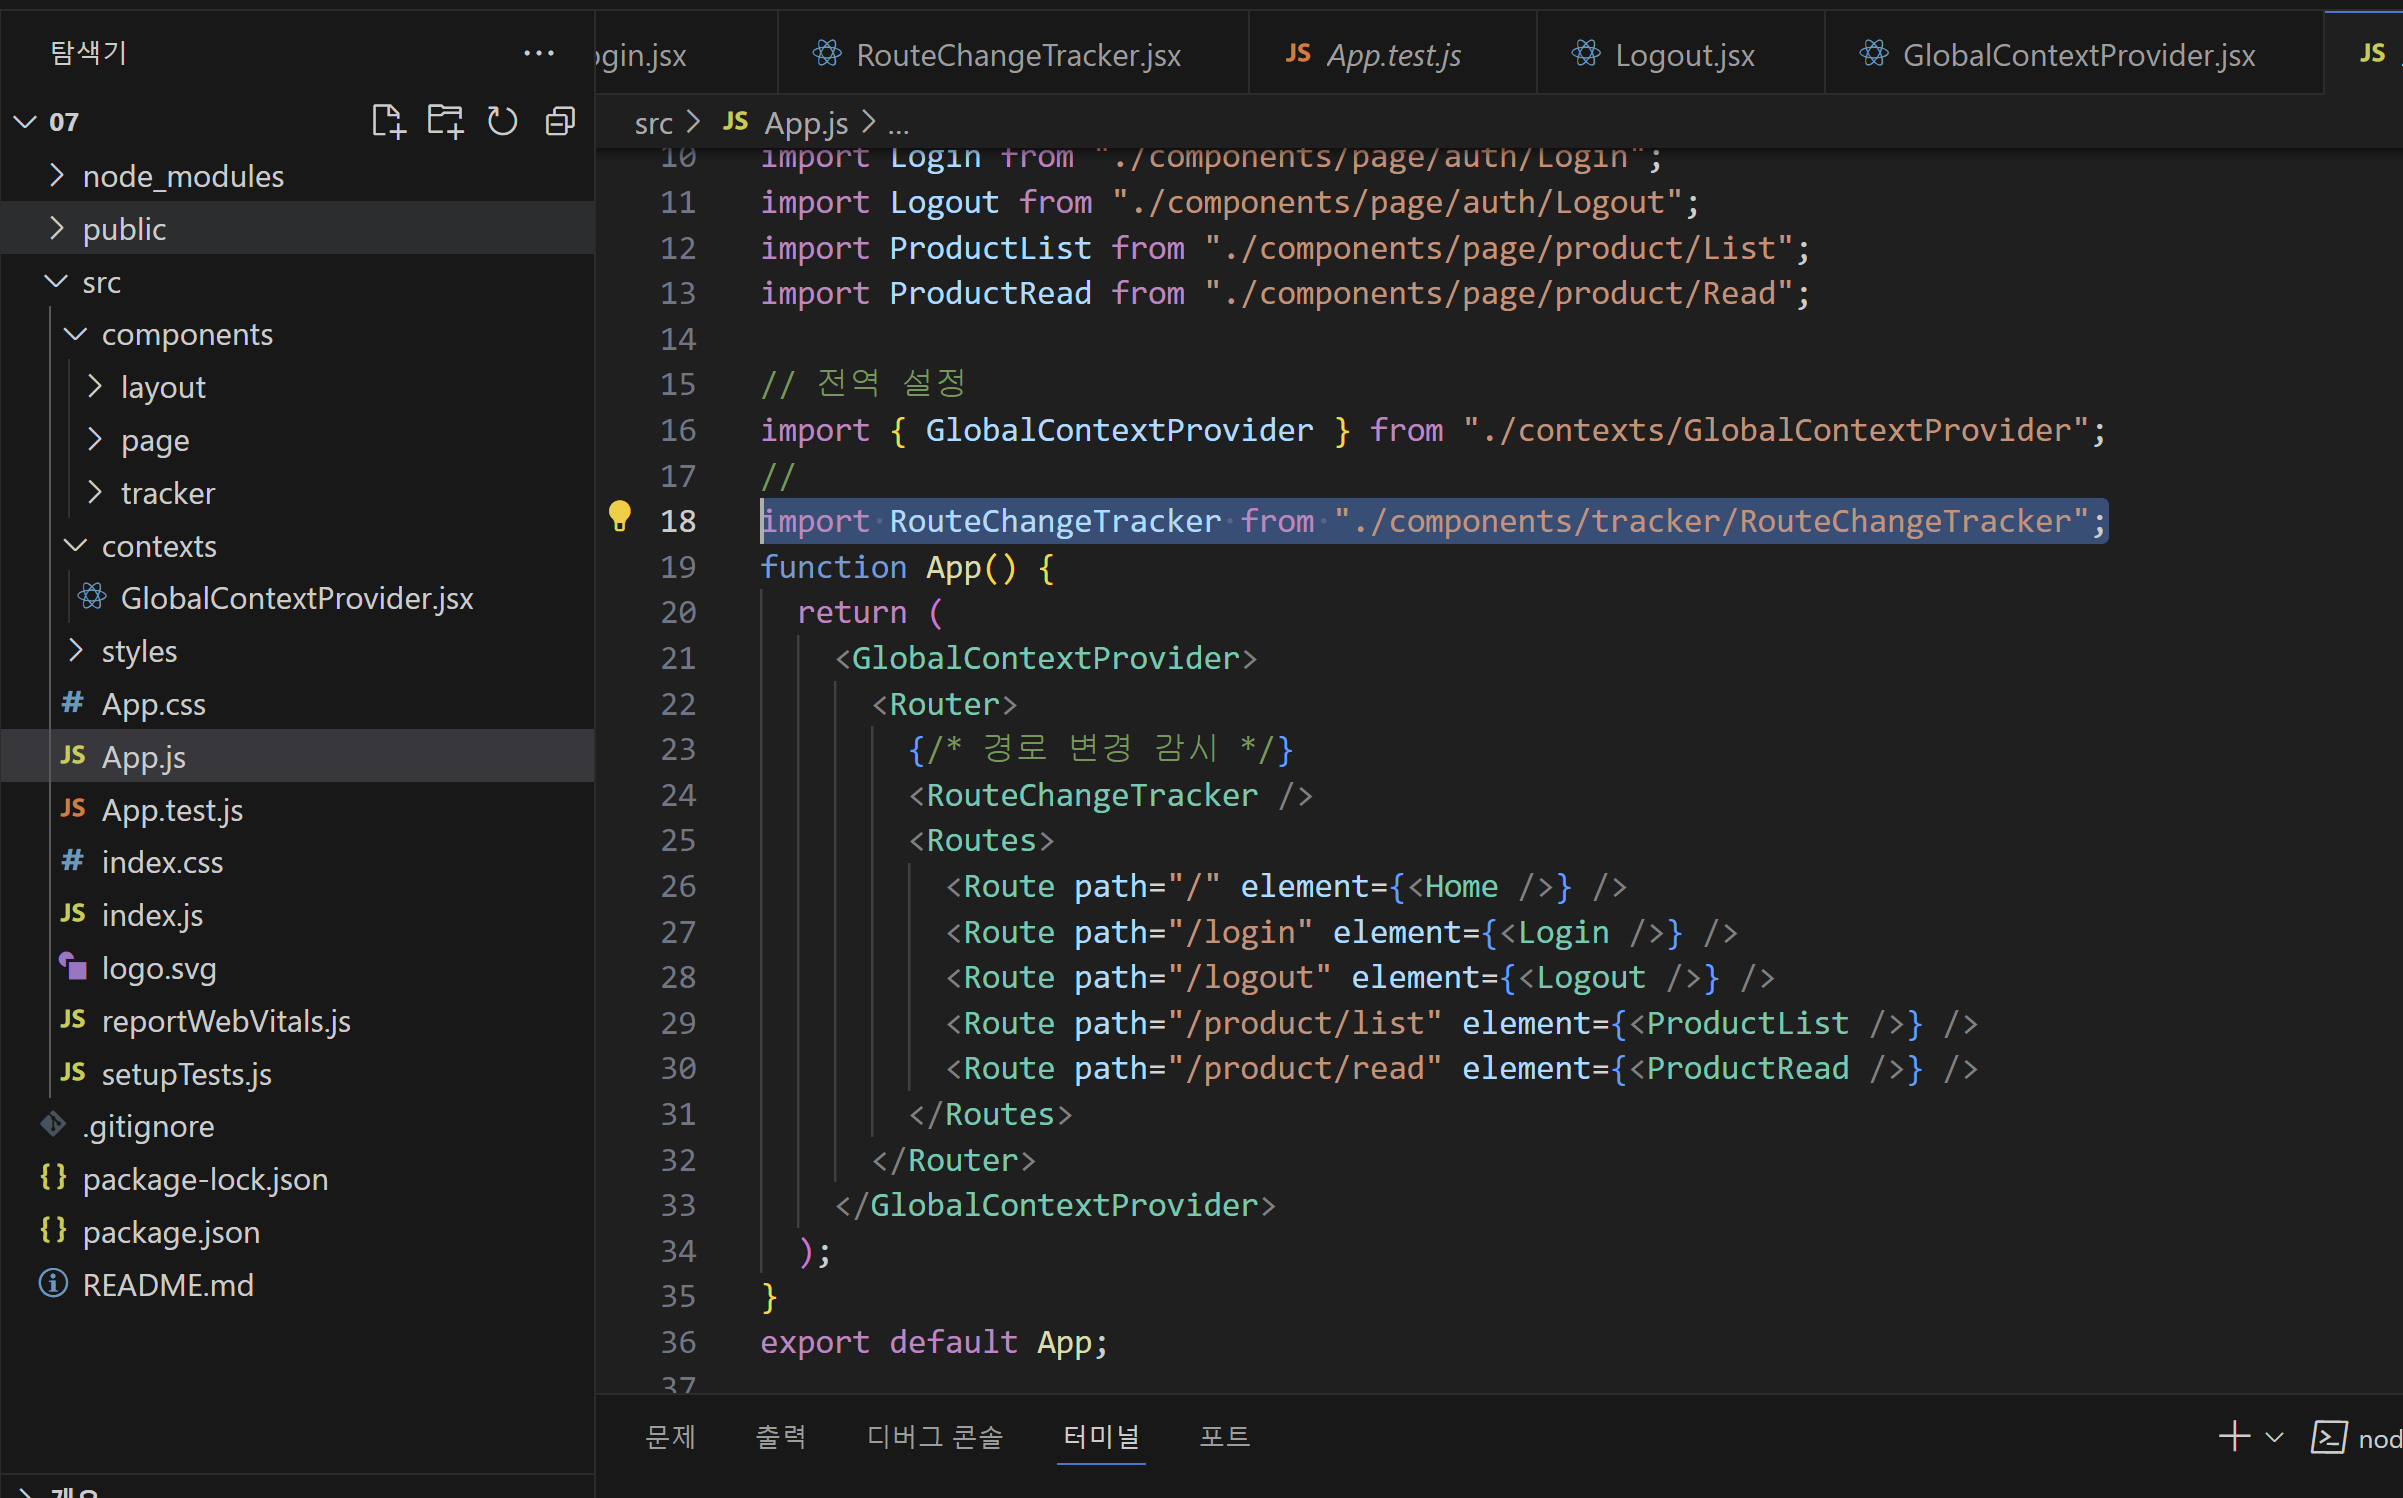 탐색기
07
node_modules
public
src
components
layout
page
tracker
contexts
GlobalContextProvider.jsx
styles
# App.css
JS App.js
JS App.test.js
# index.css
JS index.js
logo.svg
JS reportWebVitals.js
JS setupTests.js
.gitignore
{} package-lock.json
{} package.json
README.md
ogin.jsx
RouteChangeTracker.jsx
JS App.test.js
Logout.jsx
GlobalContextProvider.jsx
JS
src > JS App.js > ...
10 import Login from "./components/page/auth/Login";
11 import Logout from "./components/page/auth/Logout";
12 import ProductList from "./components/page/product/List";
13 import ProductRead from "./components/page/product/Read";
14
15 // 전역 설정
16 import { GlobalContextProvider } from "./contexts/GlobalContextProvider";
17 //
18 import RouteChangeTracker from "./components/tracker/RouteChangeTracker";
19 function App() {
20 return (
21 <GlobalContextProvider>
22 <Router>
23 {/* 경로 변경 감시 */}
24 <RouteChangeTracker />
25 <Routes>
26 <Route path="/" element={<Home />} />
27 <Route path="/login" element={<Login />} />
28 <Route path="/logout" element={<Logout />} />
29 <Route path="/product/list" element={<ProductList />} />
30 <Route path="/product/read" element={<ProductRead />} />
31 </Routes>
32 </Router>
33 </GlobalContextProvider>
34 );
35 }
36 export default App;
37
문제 출력 디버그 콘솔 터미널 포트
nod